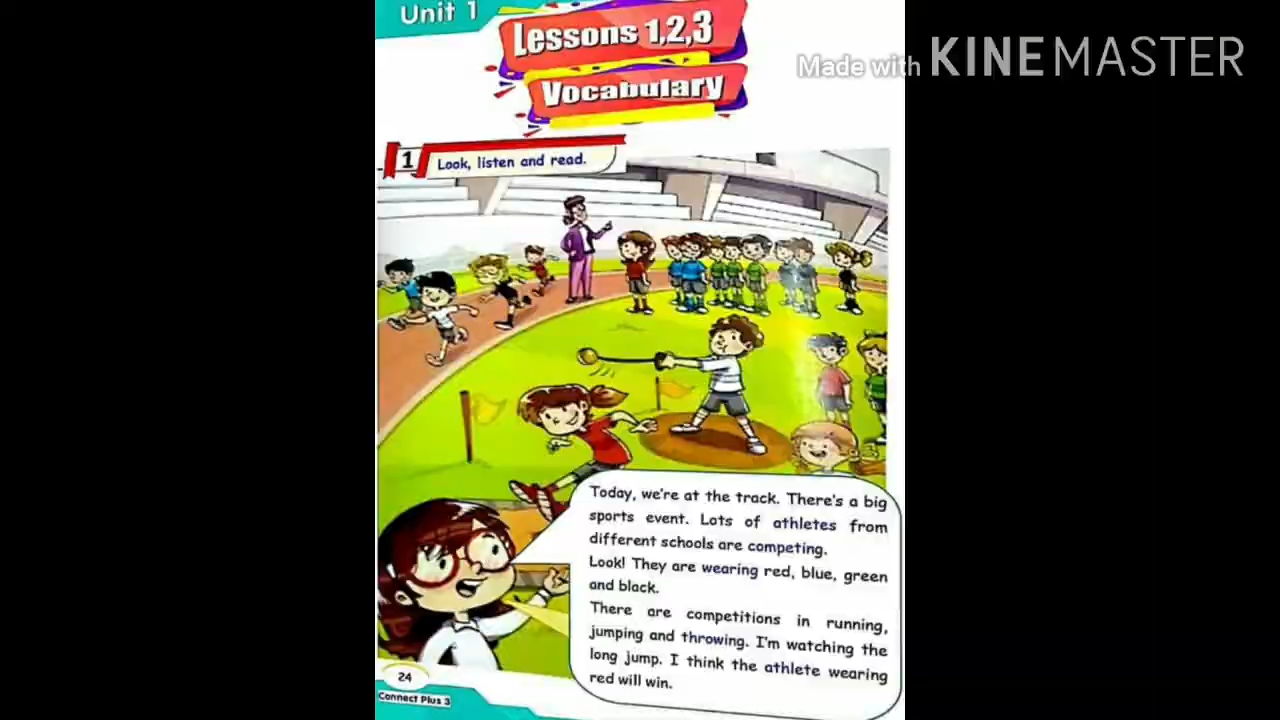 Unit 1
Lessons 1,2,3
Vocabulary
Made with KINEMASTER
1 Look, listen and read.
Today, we're at the track. There's a big
sports event. Lots of athletes from
different schools are competing.
Look! They are wearing red, blue, green
and black.
There are competitions in running,
jumping and throwing. I'm watching the
long jump. I think the athlete wearing
red will win.
24
Connect Plus 3